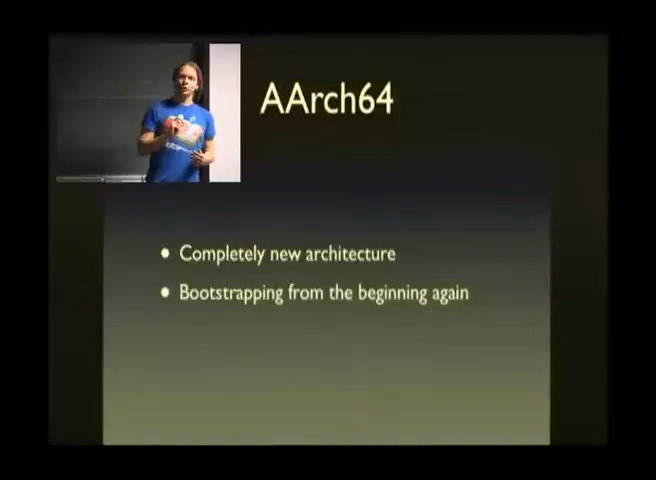 AArch64
Completely new architecture
Bootstrapping from the beginning again